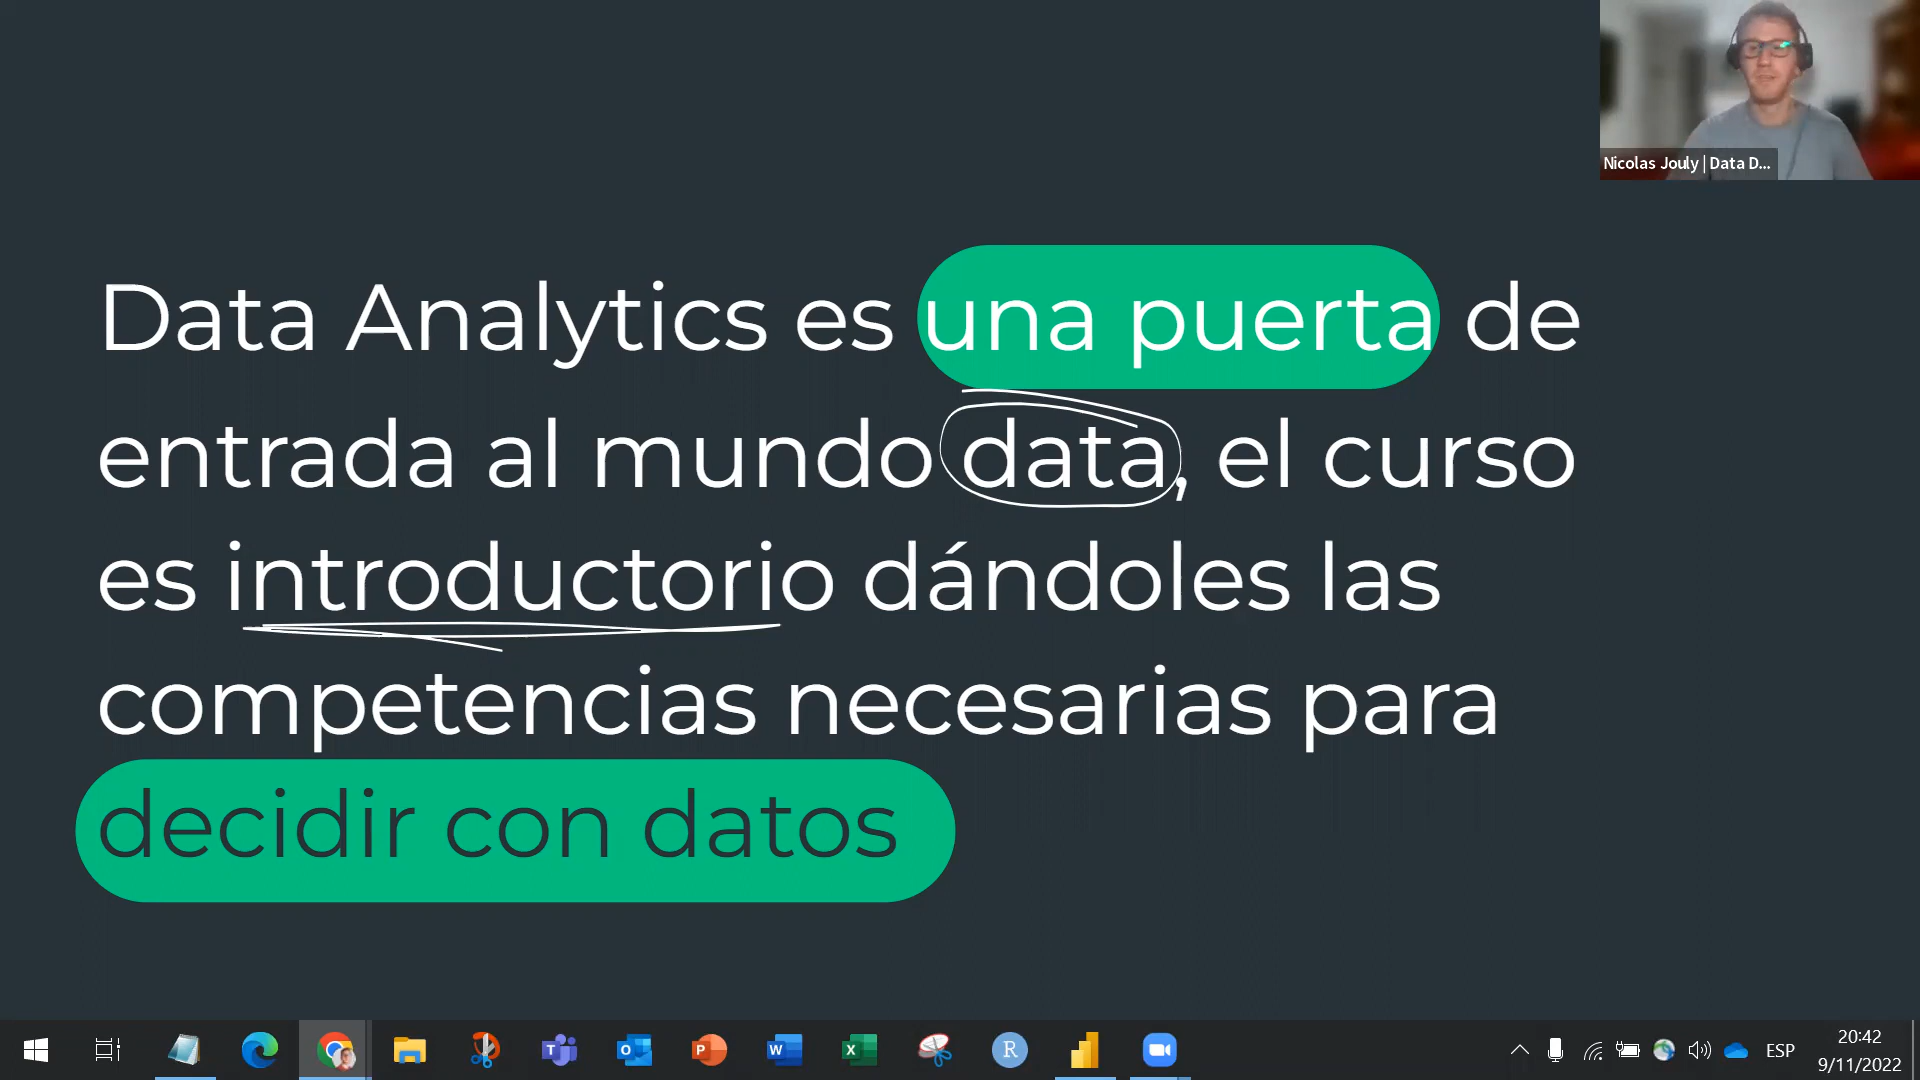 Nicolas Jouly | Data D...
Data Analytics es una puerta de
entrada al mundo data, el curso
es introductorio dándoles las
competencias necesarias para
decidir con datos
ESP
20:42
9/11/2022